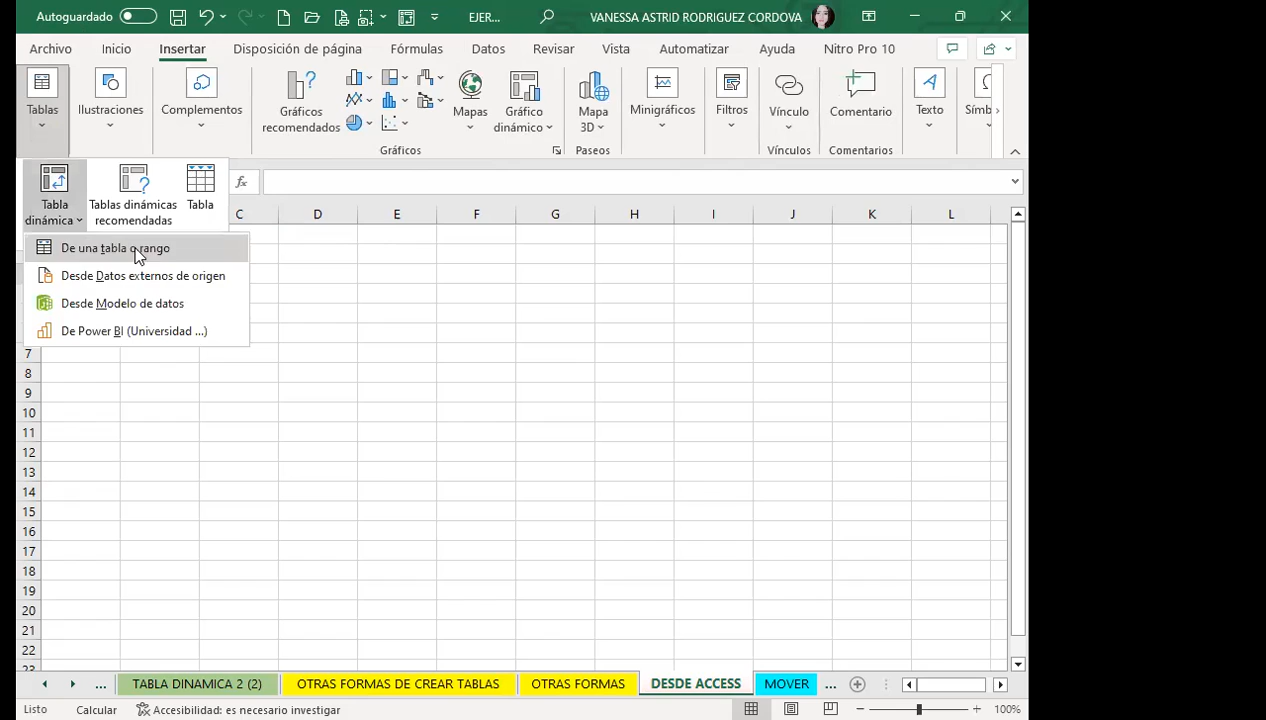 Autoguardado
EJER...
VANESSA ASTRID RODRIGUEZ CORDOVA
Archivo Inicio Insertar Disposición de página Fórmulas Datos Revisar Vista Automatizar Ayuda Nitro Pro 10
Tablas
Ilustraciones
Complementos
Gráficos recomendados
Mapas
Gráfico dinámico
Mapa 3D
Minigráficos
Filtros
Vínculo
Comentario
Texto
Símb
Gráficos
Paseos
Vínculos
Comentarios
Tabla dinámica
Tablas dinámicas recomendadas
Tabla
fx
C D E F G H I J K L
De una tabla o rango
Desde Datos externos de origen
Desde Modelo de datos
De Power BI (Universidad ...)
7
8
9
10
11
12
13
14
15
16
17
18
19
20
21
22
23
... TABLA DINAMICA 2 (2) OTRAS FORMAS DE CREAR TABLAS OTRAS FORMAS DESDE ACCESS MOVER ...
Listo Calcular Accesibilidad: es necesario investigar 100%